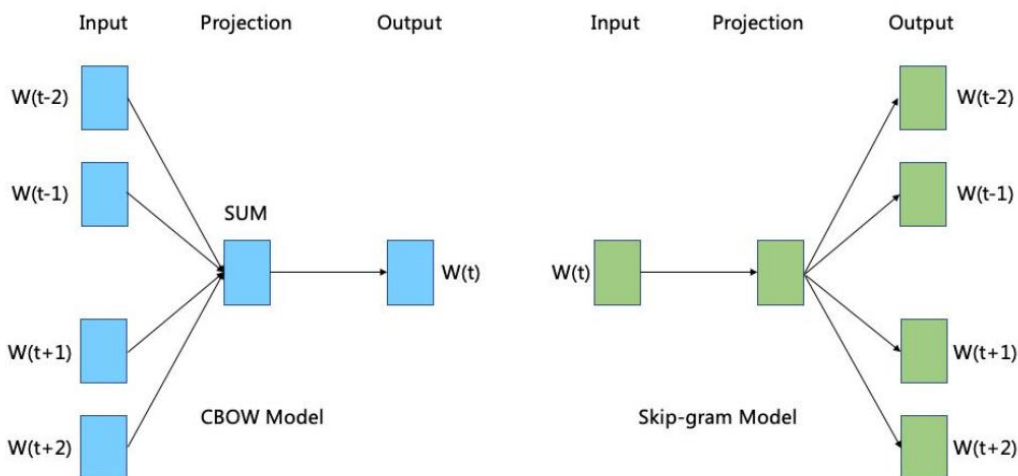 Input Projection Output Input Projection Output
W(t-2) W(t-2)
W(t-1) W(t-1)
SUM
W(t) W(t)
W(t+1) W(t+1)
CBOW Model Skip-gram Model
W(t+2) W(t+2)